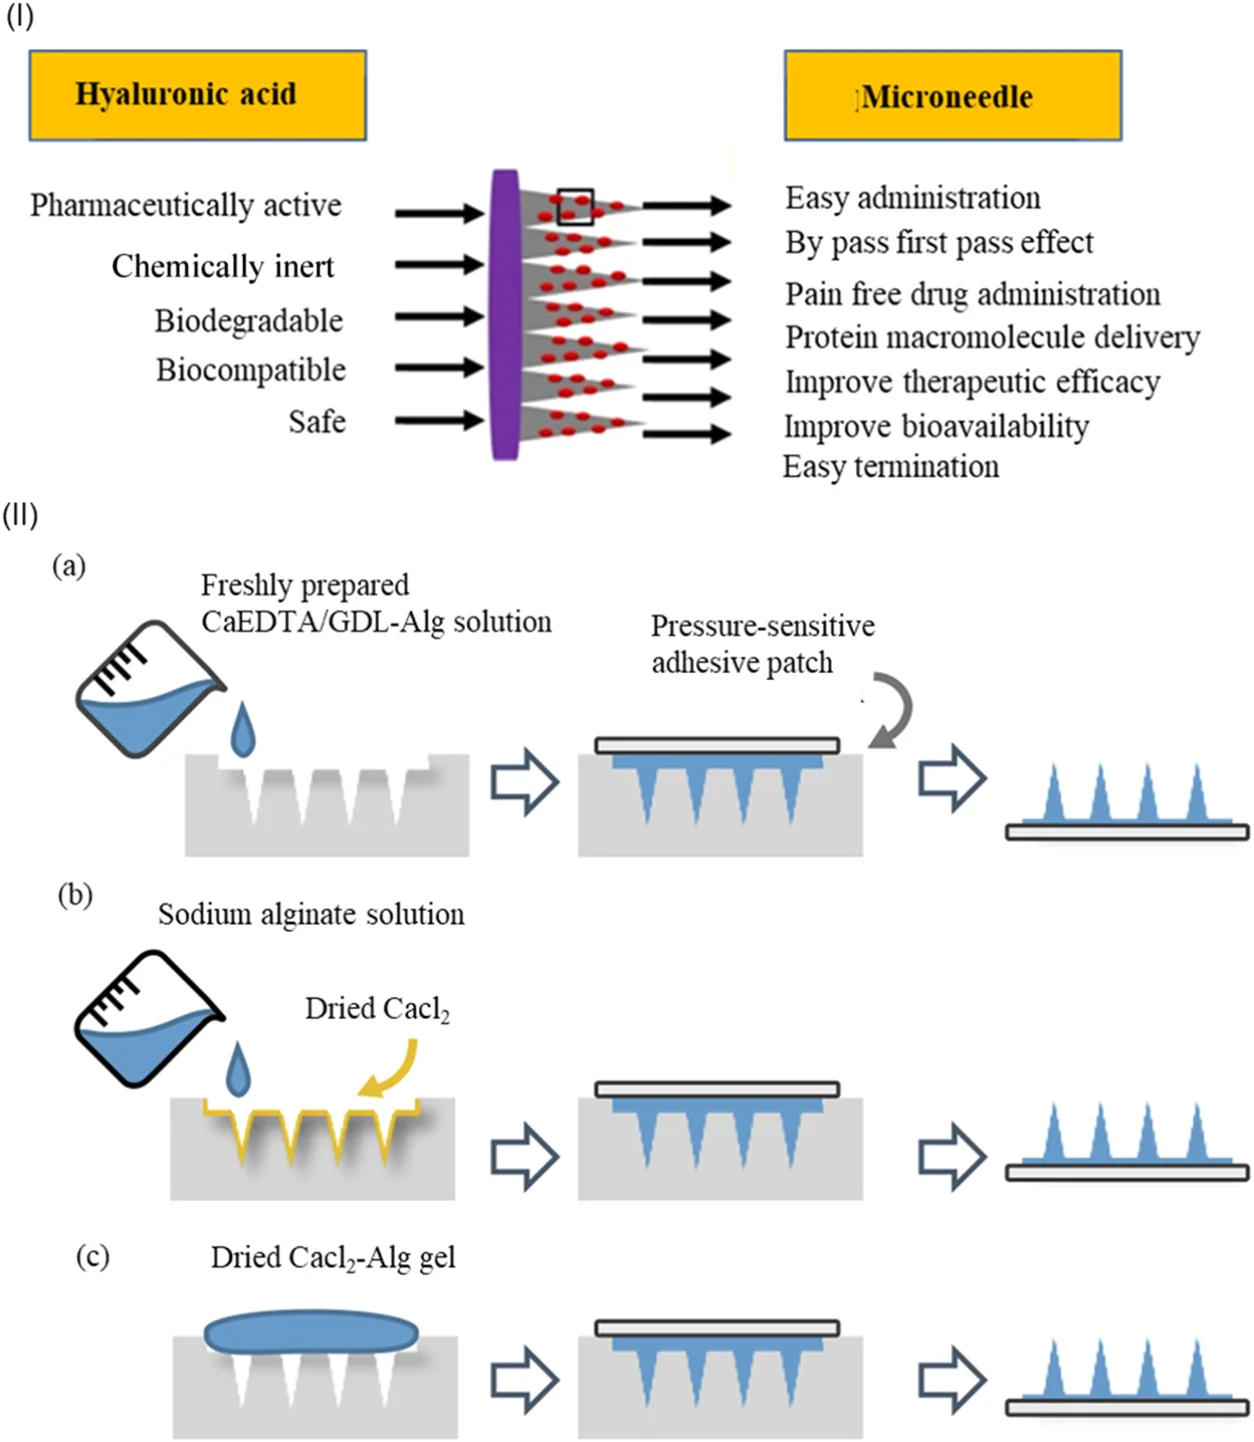 (I)
Hyaluronic acid
Microneedle
Pharmaceutically active
Chemically inert
Biodegradable
Biocompatible
Safe
Easy administration
By pass first pass effect
Pain free drug administration
Protein macromolecule delivery
Improve therapeutic efficacy
Improve bioavailability
Easy termination
(II)
(a)
Freshly prepared
CaEDTA/GDL-Alg solution
Pressure-sensitive
adhesive patch
(b)
Sodium alginate solution
Dried Cacl₂
(c)
Dried Cacl₂-Alg gel